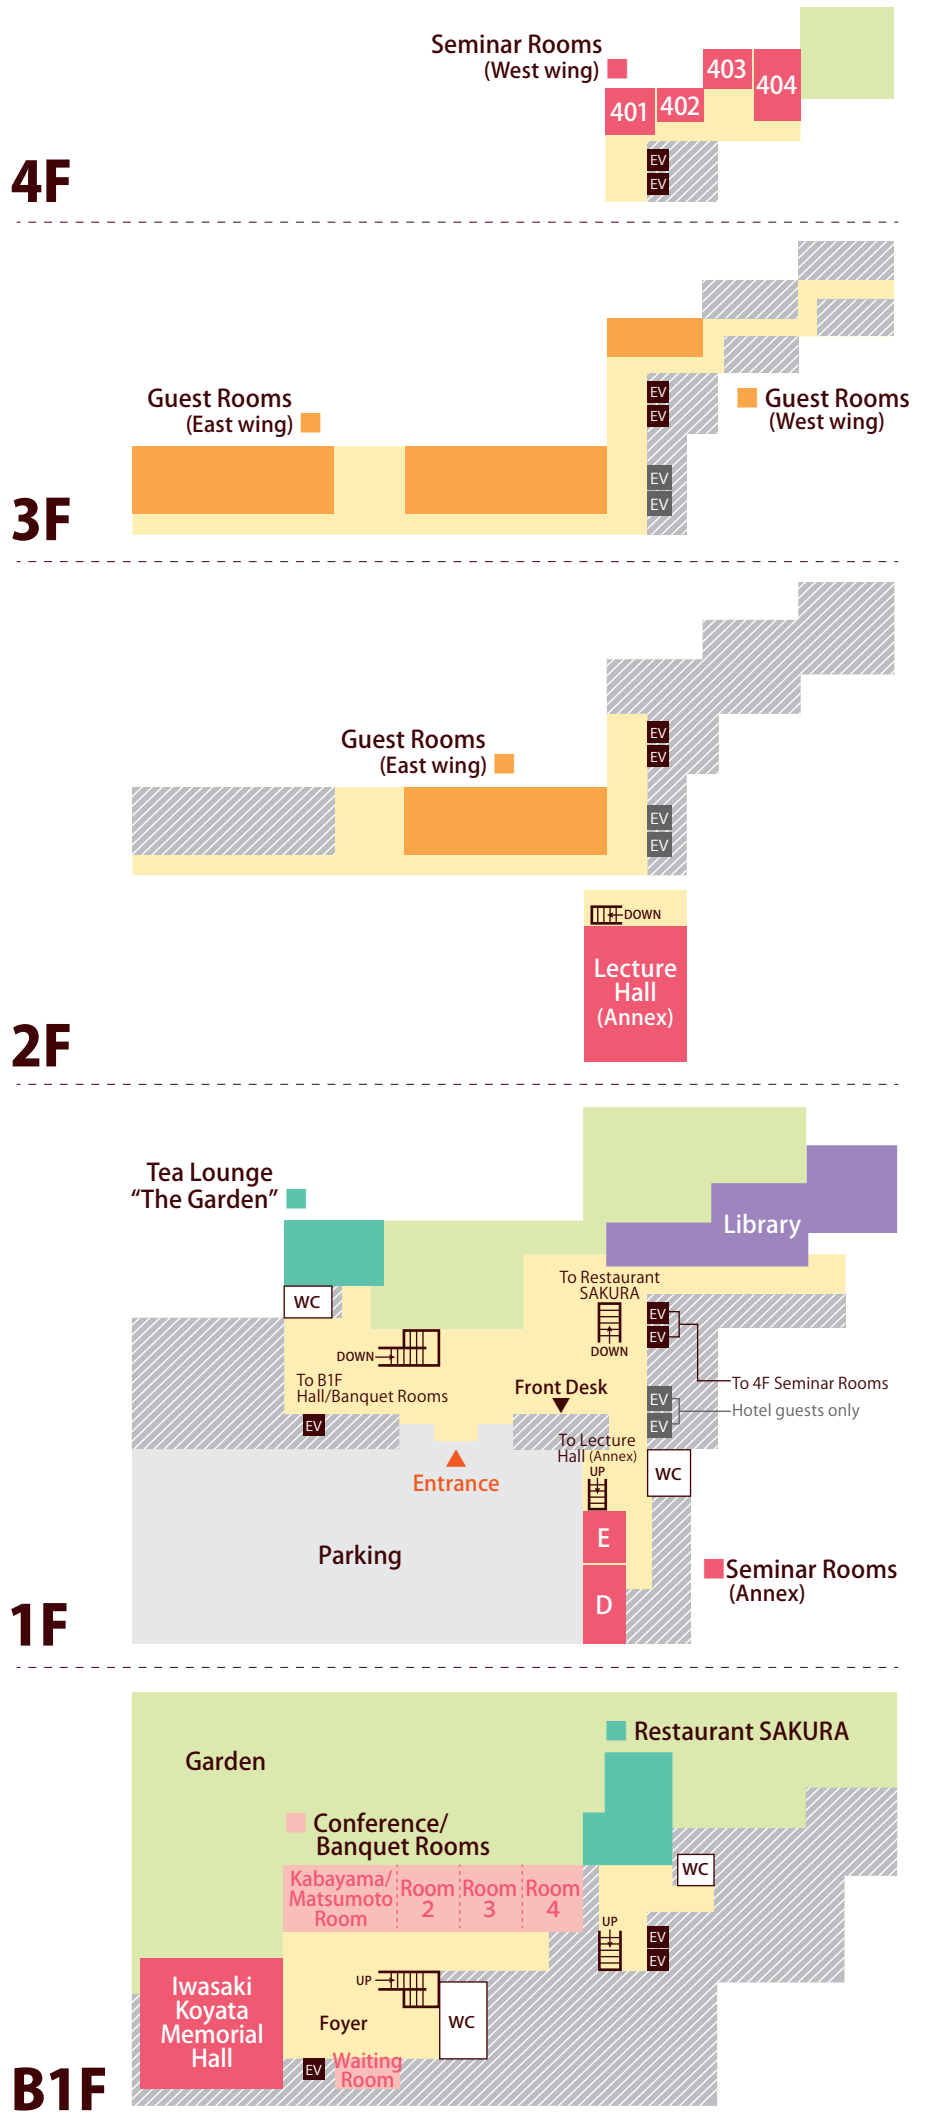 Seminar Rooms
(West wing)
401
402
403
404
EV
EV
4F
Guest Rooms
(East wing)
EV
EV
Guest Rooms
(West wing)
EV
EV
3F
Guest Rooms
(East wing)
EV
EV
EV
EV
DOWN
Lecture
Hall
(Annex)
2F
Tea Lounge
“The Garden”
Library
WC
To Restaurant
SAKURA
DOWN
EV
EV
DOWN
To B1F
Hall/Banquet Rooms
Front Desk
To 4F Seminar Rooms
EV
EV
Hotel guests only
EV
Entrance
To Lecture
Hall (Annex)
UP
WC
E
Parking
D
Seminar Rooms
(Annex)
1F
Restaurant SAKURA
Garden
Conference/
Banquet Rooms
Kabayama/
Matsumoto
Room
Room
2
Room
3
Room
4
WC
UP
EV
EV
Iwasaki
Koyata
Memorial
Hall
UP
Foyer
WC
EV
Waiting
Room
B1F